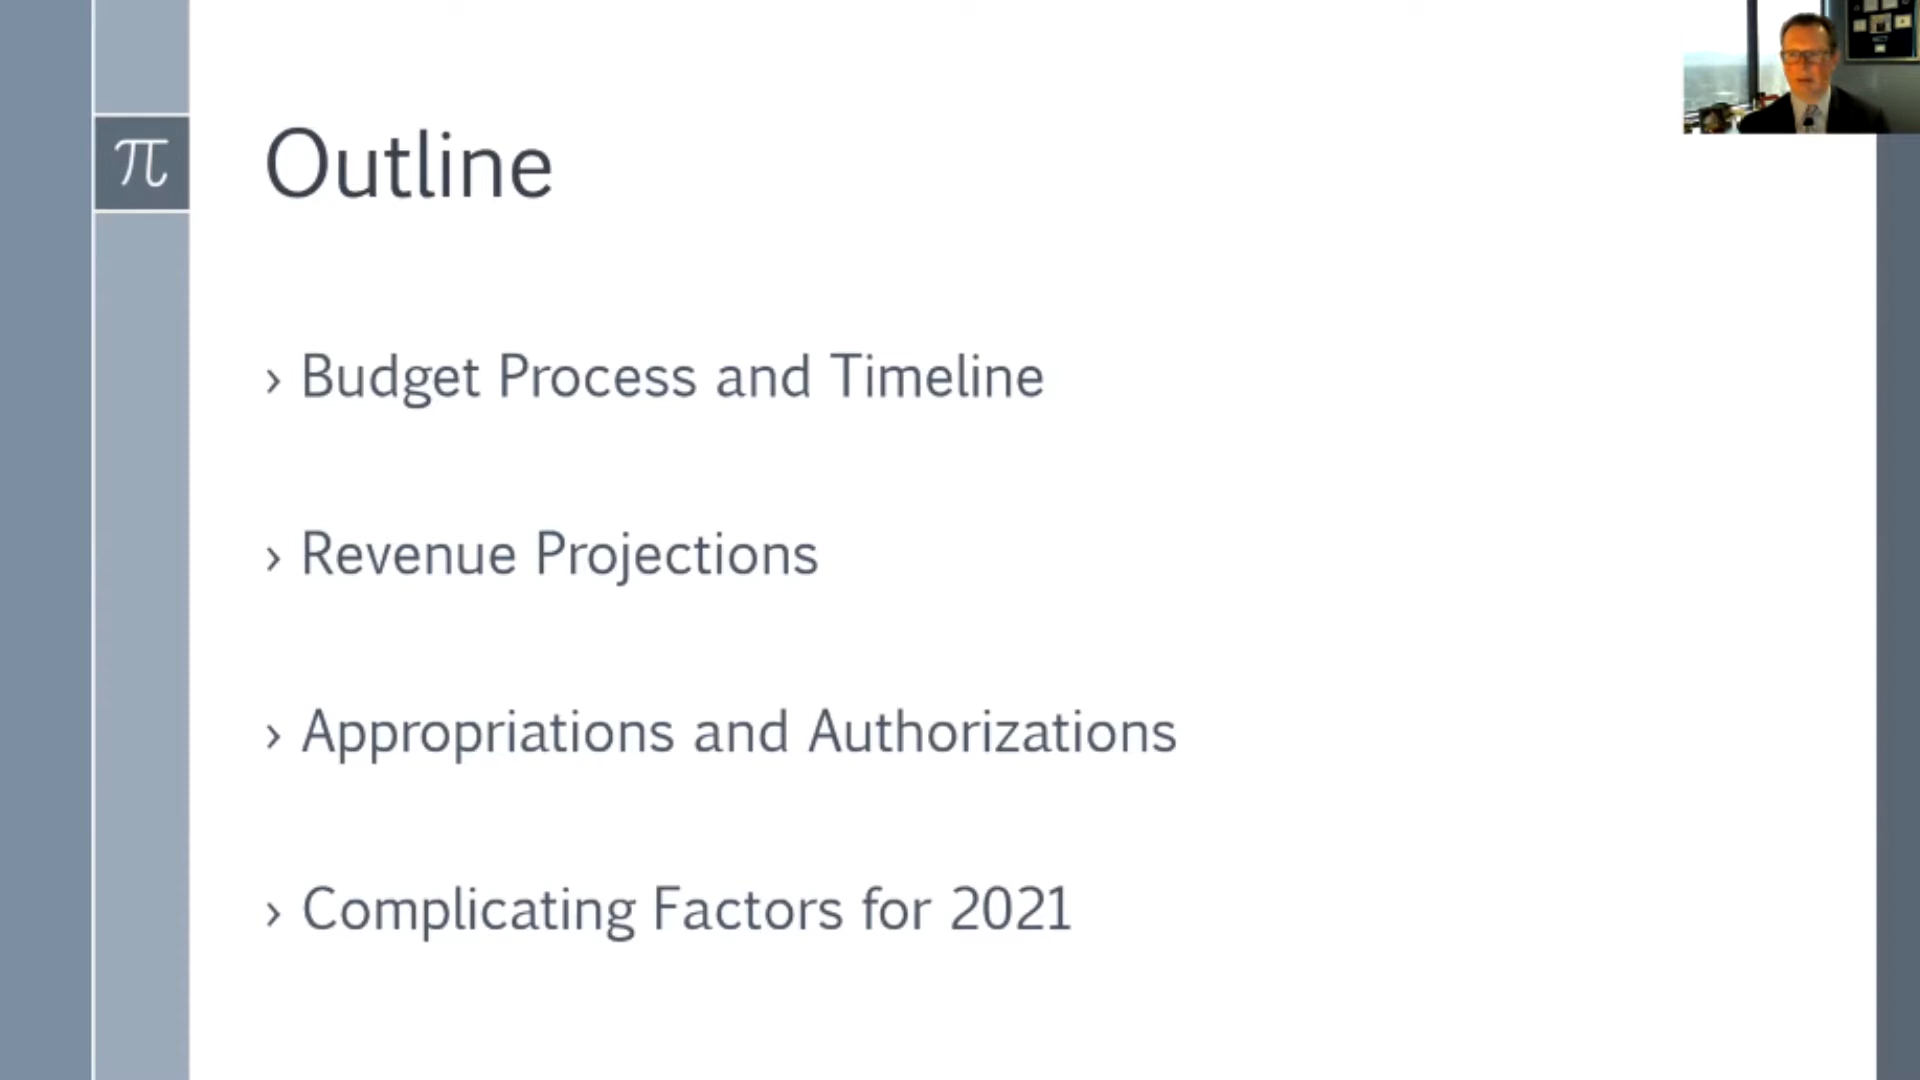 π
Outline
› Budget Process and Timeline
› Revenue Projections
› Appropriations and Authorizations
› Complicating Factors for 2021